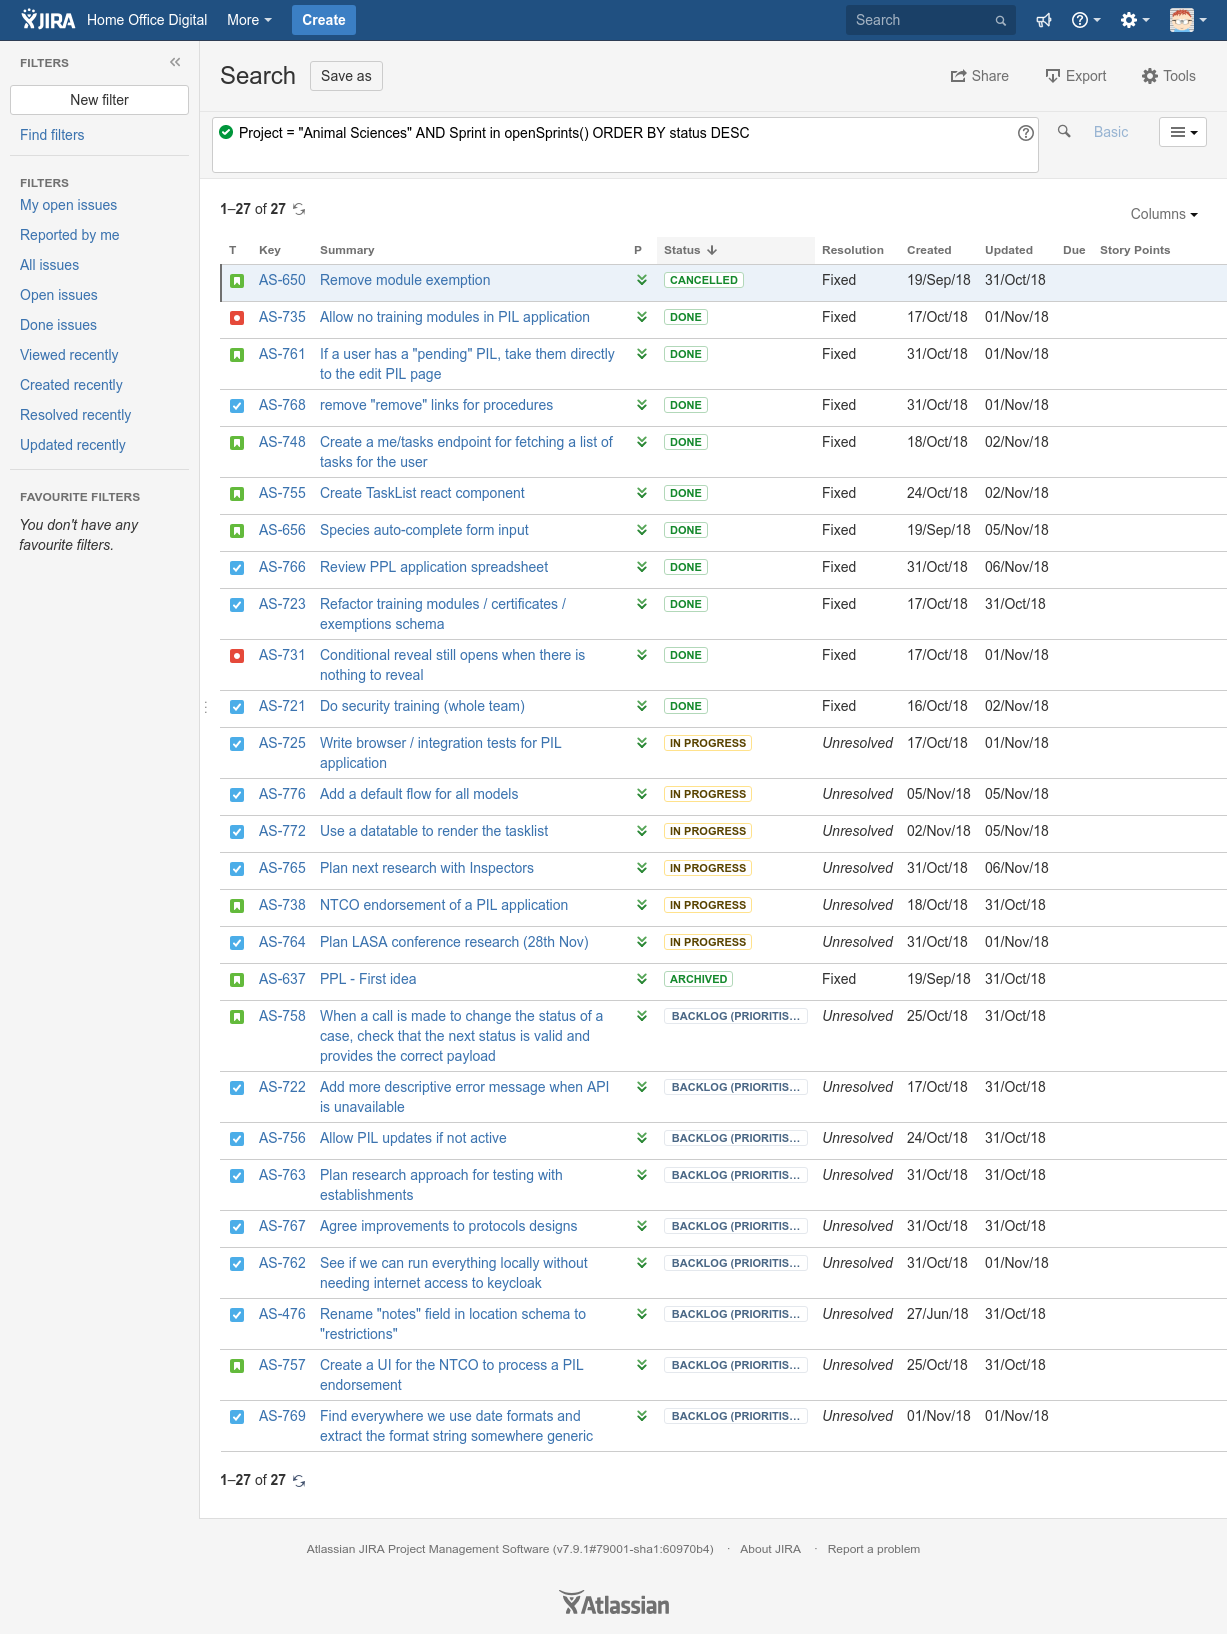 JIRA Home Office Digital More Create Search
FILTERS
New filter
Find filters
FILTERS
My open issues
Reported by me
All issues
Open issues
Done issues
Viewed recently
Created recently
Resolved recently
Updated recently
FAVOURITE FILTERS
You don't have any
favourite filters.
Search Save as Share Export Tools
Project = "Animal Sciences" AND Sprint in openSprints() ORDER BY status DESC
Basic
1–27 of 27
Columns
T Key Summary P Status Resolution Created Updated Due Story Points
AS-650 Remove module exemption CANCELLED Fixed 19/Sep/18 31/Oct/18
AS-735 Allow no training modules in PIL application DONE Fixed 17/Oct/18 01/Nov/18
AS-761 If a user has a "pending" PIL, take them directly DONE Fixed 31/Oct/18 01/Nov/18
to the edit PIL page
AS-768 remove "remove" links for procedures DONE Fixed 31/Oct/18 01/Nov/18
AS-748 Create a me/tasks endpoint for fetching a list of DONE Fixed 18/Oct/18 02/Nov/18
tasks for the user
AS-755 Create TaskList react component DONE Fixed 24/Oct/18 02/Nov/18
AS-656 Species auto-complete form input DONE Fixed 19/Sep/18 05/Nov/18
AS-766 Review PPL application spreadsheet DONE Fixed 31/Oct/18 06/Nov/18
AS-723 Refactor training modules / certificates / DONE Fixed 17/Oct/18 31/Oct/18
exemptions schema
AS-731 Conditional reveal still opens when there is DONE Fixed 17/Oct/18 01/Nov/18
nothing to reveal
AS-721 Do security training (whole team) DONE Fixed 16/Oct/18 02/Nov/18
AS-725 Write browser / integration tests for PIL IN PROGRESS Unresolved 17/Oct/18 01/Nov/18
application
AS-776 Add a default flow for all models IN PROGRESS Unresolved 05/Nov/18 05/Nov/18
AS-772 Use a datatable to render the tasklist IN PROGRESS Unresolved 02/Nov/18 05/Nov/18
AS-765 Plan next research with Inspectors IN PROGRESS Unresolved 31/Oct/18 06/Nov/18
AS-738 NTCO endorsement of a PIL application IN PROGRESS Unresolved 18/Oct/18 31/Oct/18
AS-764 Plan LASA conference research (28th Nov) IN PROGRESS Unresolved 31/Oct/18 01/Nov/18
AS-637 PPL - First idea ARCHIVED Fixed 19/Sep/18 31/Oct/18
AS-758 When a call is made to change the status of a BACKLOG (PRIORITIS... Unresolved 25/Oct/18 31/Oct/18
case, check that the next status is valid and
provides the correct payload
AS-722 Add more descriptive error message when API BACKLOG (PRIORITIS... Unresolved 17/Oct/18 31/Oct/18
is unavailable
AS-756 Allow PIL updates if not active BACKLOG (PRIORITIS... Unresolved 24/Oct/18 31/Oct/18
AS-763 Plan research approach for testing with BACKLOG (PRIORITIS... Unresolved 31/Oct/18 31/Oct/18
establishments
AS-767 Agree improvements to protocols designs BACKLOG (PRIORITIS... Unresolved 31/Oct/18 31/Oct/18
AS-762 See if we can run everything locally without BACKLOG (PRIORITIS... Unresolved 31/Oct/18 01/Nov/18
needing internet access to keycloak
AS-476 Rename "notes" field in location schema to BACKLOG (PRIORITIS... Unresolved 27/Jun/18 31/Oct/18
"restrictions"
AS-757 Create a UI for the NTCO to process a PIL BACKLOG (PRIORITIS... Unresolved 25/Oct/18 31/Oct/18
endorsement
AS-769 Find everywhere we use date formats and BACKLOG (PRIORITIS... Unresolved 01/Nov/18 01/Nov/18
extract the format string somewhere generic
1–27 of 27
Atlassian JIRA Project Management Software (v7.9.1#79001-sha1:60970b4) · About JIRA · Report a problem
Atlassian